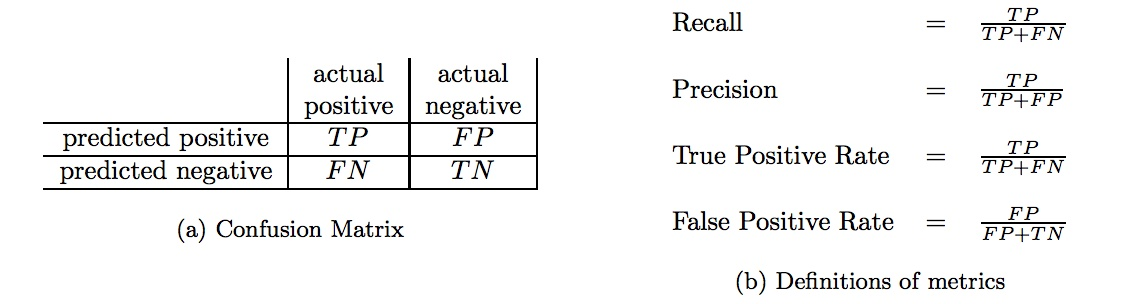 actual actual
positive negative
predicted positive TP FP
predicted negative FN TN
(a) Confusion Matrix
Recall = TP / TP+FN
Precision = TP / TP+FP
True Positive Rate = TP / TP+FN
False Positive Rate = FP / FP+TN
(b) Definitions of metrics